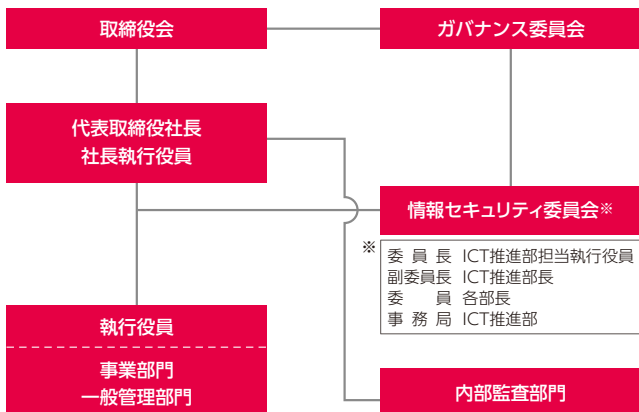 取締役会
ガバナンス委員会
代表取締役社長
社長執行役員
情報セキュリティ委員会※
※
委員長 ICT推進部担当執行役員
副委員長 ICT推進部長
委員 各部長
事務局 ICT推進部
執行役員
事業部門
一般管理部門
内部監査部門